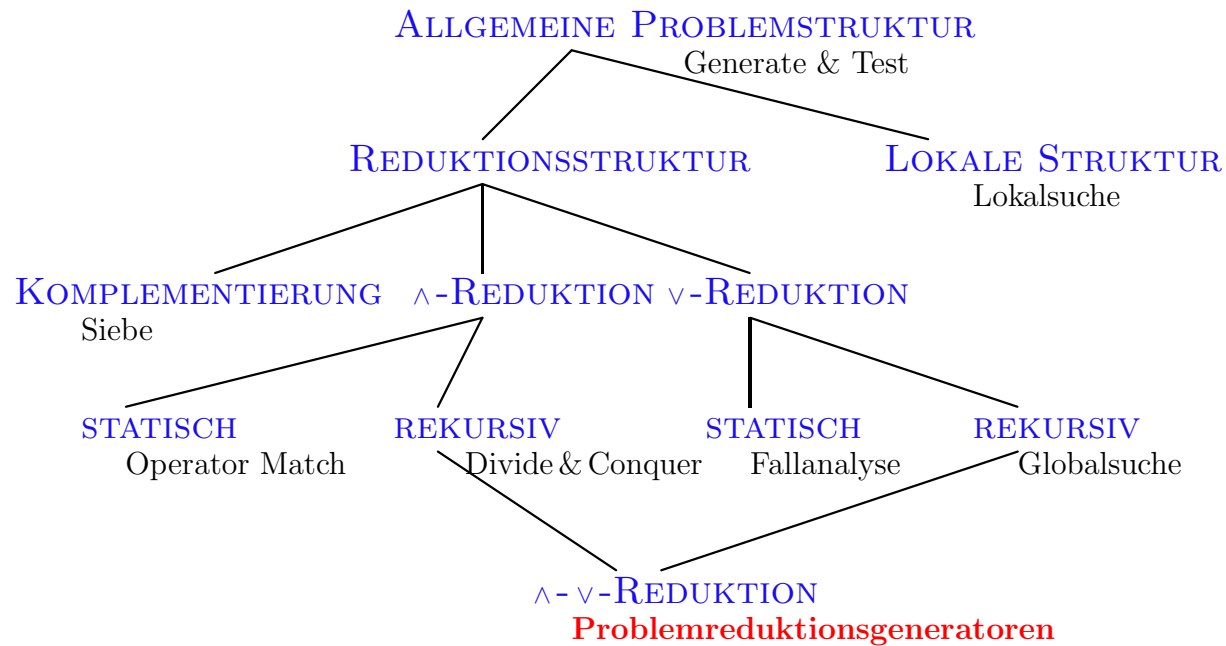 ALLGEMEINE PROBLEMSTRUKTUR
Generate & Test
REDUKTIONSSTRUKTUR
LOKALE STRUKTUR
Lokalsuche
KOMPLEMENTIERUNG
Siebe
∧-REDUKTION
∨-REDUKTION
STATISCH
Operator Match
REKURSIV
Divide & Conquer
STATISCH
Fallanalyse
REKURSIV
Globalsuche
∧-∨-REDUKTION
Problemreduktionsgeneratoren